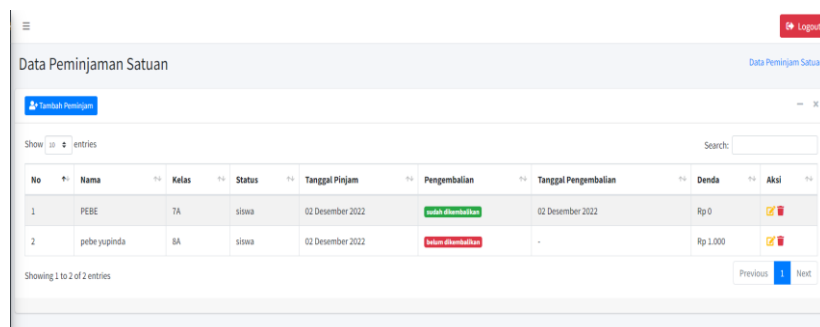 Logout
Data Peminjaman Satuan
Data Peminjam Satua
Tambah Peminjam
Show 10 entries
Search:
No Nama Kelas Status Tanggal Pinjam Pengembalian Tanggal Pengembalian Denda Aksi
1 PEBE 7A siswa 02 Desember 2022 sudah dikembalikan 02 Desember 2022 Rp 0
2 pebe yupinda 8A siswa 02 Desember 2022 belum dikembalikan - Rp 1.000
Showing 1 to 2 of 2 entries
Previous 1 Next